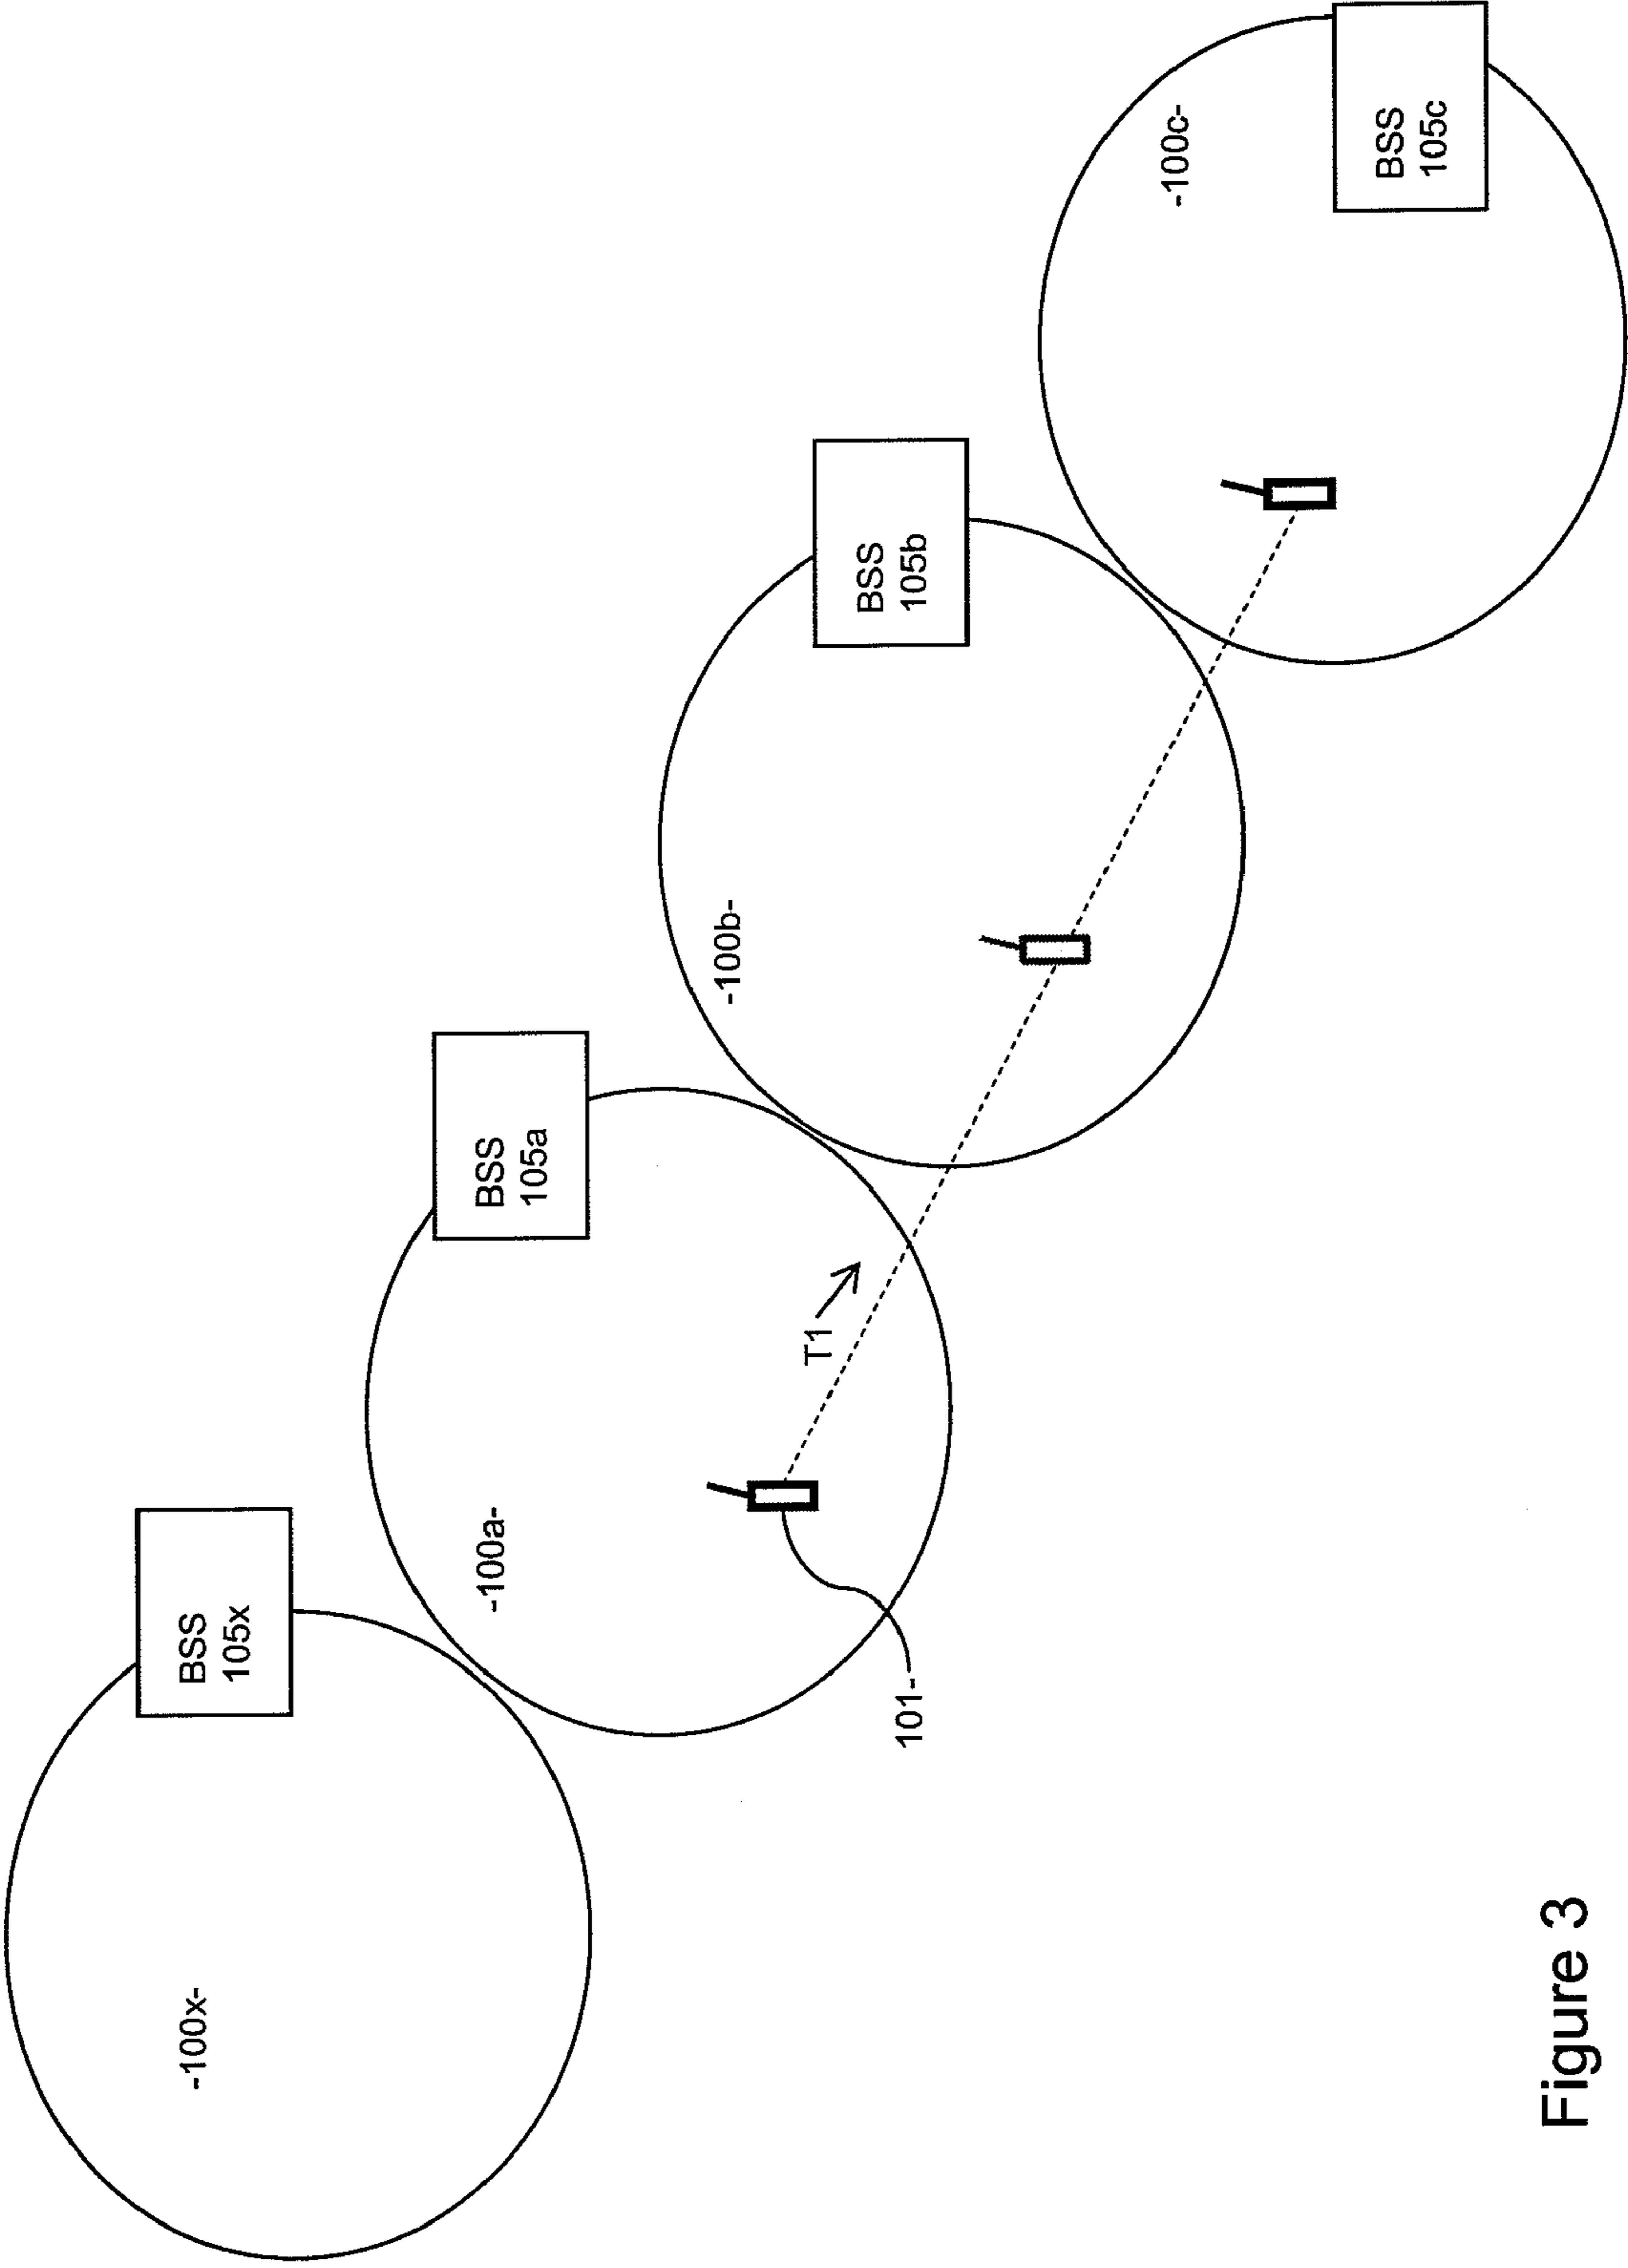 -100x-
BSS
105x
-100a-
BSS
105a
101-
T1
-100b-
BSS
105b
-100c-
BSS
105c
Figure 3